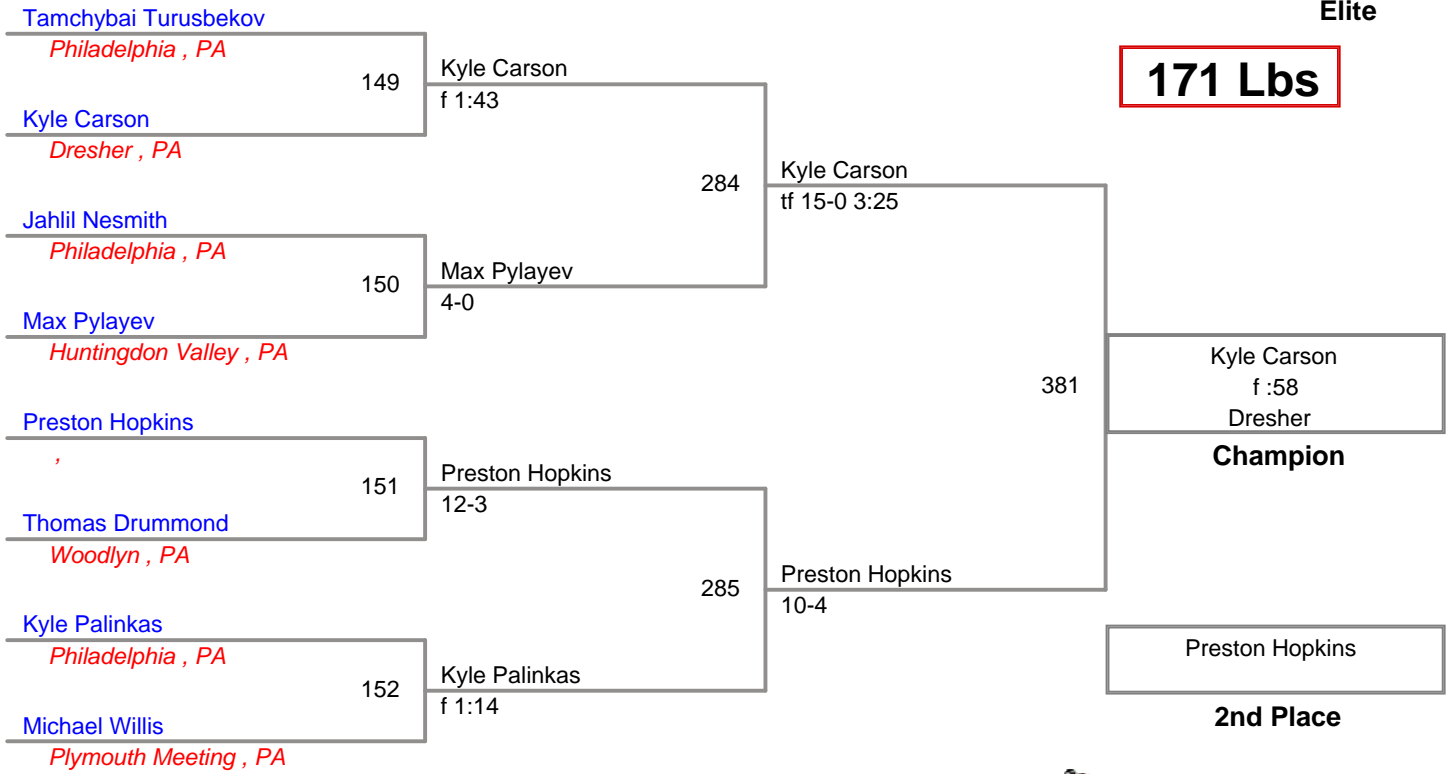 Elite
171 Lbs
Tamchybai Turusbekov
Philadelphia , PA
149
Kyle Carson
f 1:43
Kyle Carson
Dresher , PA
284
Kyle Carson
tf 15-0 3:25
Jahlil Nesmith
Philadelphia , PA
150
Max Pylayev
4-0
Max Pylayev
Huntingdon Valley , PA
381
Kyle Carson
f :58
Dresher
Champion
Preston Hopkins
,
151
Preston Hopkins
12-3
Thomas Drummond
Woodlyn , PA
285
Preston Hopkins
10-4
Kyle Palinkas
Philadelphia , PA
152
Kyle Palinkas
f 1:14
Michael Willis
Plymouth Meeting , PA
Preston Hopkins
2nd Place